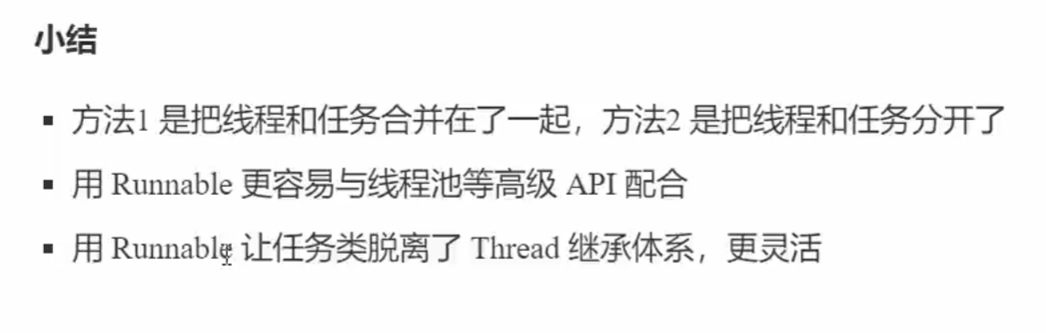 小结
▪ 方法1 是把线程和任务合并在了一起，方法2 是把线程和任务分开了
▪ 用 Runnable 更容易与线程池等高级 API 配合
▪ 用 Runnable 让任务类脱离了 Thread 继承体系，更灵活